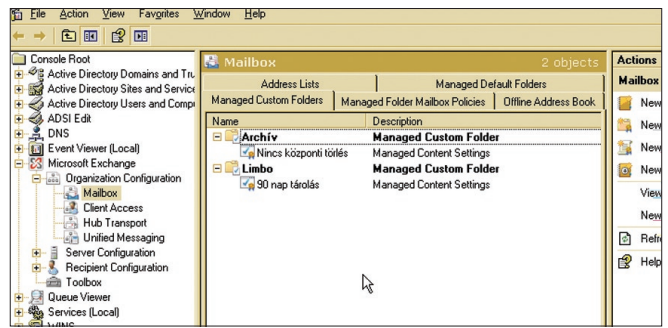 File Action View Favorites Window Help
Console Root
Active Directory Domains and Tru
Active Directory Sites and Service
Active Directory Users and Compu
ADSI Edit
DNS
Event Viewer (Local)
Microsoft Exchange
Organization Configuration
Mailbox
Client Access
Hub Transport
Unified Messaging
Server Configuration
Recipient Configuration
Toolbox
Queue Viewer
Services (Local)
WINS
Mailbox 2 objects
Address Lists Managed Default Folders
Managed Custom Folders Managed Folder Mailbox Policies Offline Address Book
Name Description
Archív Managed Custom Folder
Nincs központi törlés Managed Content Settings
Limbo Managed Custom Folder
90 nap tárolás Managed Content Settings
Actions
Mailbox
New
New
New
New
View
New
Refre
Help